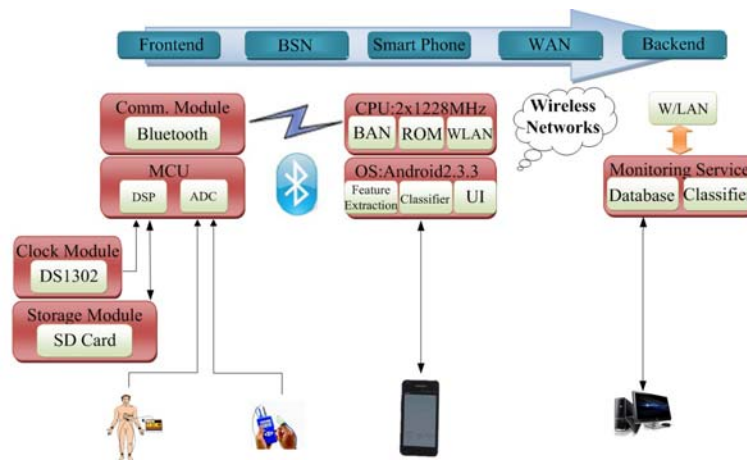 Frontend
BSN
Smart Phone
WAN
Backend
Comm. Module
Bluetooth
MCU
DSP
ADC
Clock Module
DS1302
Storage Module
SD Card
CPU:2x1228MHz
BAN
ROM
WLAN
OS:Android2.3.3
Feature
Extraction
Classifier
UI
Wireless
Networks
W/LAN
Monitoring Service
Database
Classifier